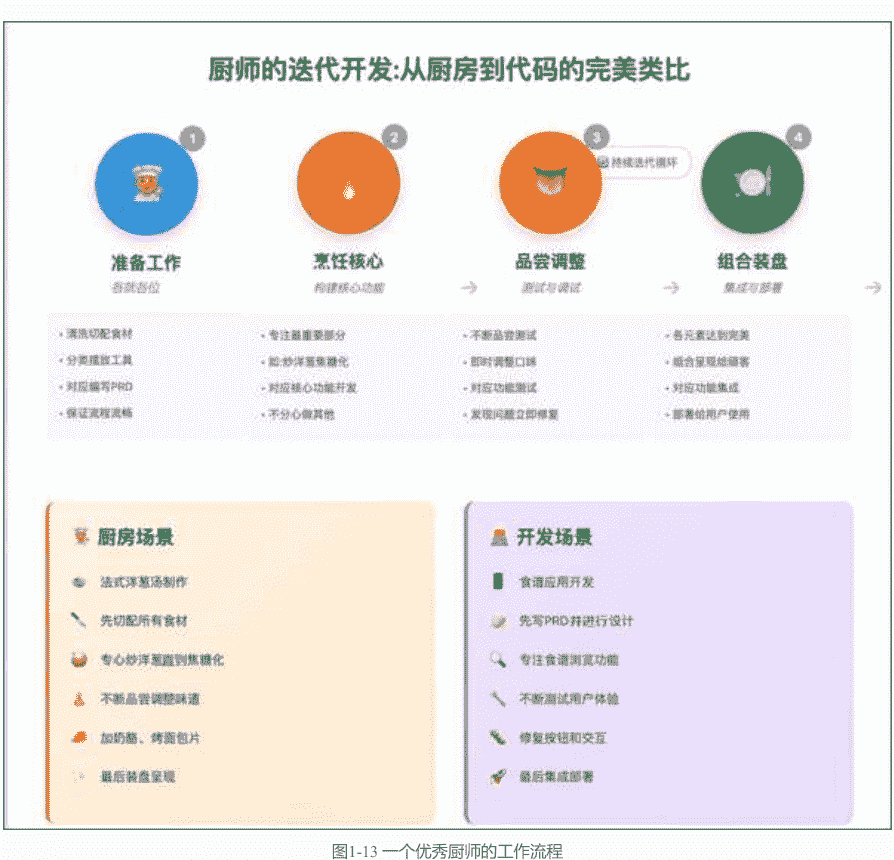 厨师的迭代开发:从厨房到代码的完美类比
1
2
3
4
持续迭代循环
准备工作
烹饪核心
品尝调整
组合装盘
各就各位
构建核心功能
测试与调试
集成与部署
• 清洗切配食材
• 分类摆放工具
• 对应编写PRD
• 保证流程流畅
• 专注最重要部分
• 如:炒洋葱焦糖化
• 对应核心功能开发
• 不分心做其他
• 不断品尝测试
• 即时调整口味
• 对应功能测试
• 发现问题立即修复
• 各元素达到完美
• 组合呈现给顾客
• 对应功能集成
• 部署给用户使用
厨房场景
法式洋葱汤制作
先切配所有食材
专心炒洋葱直到焦糖化
不断品尝调整味道
加奶酪、烤面包片
最后装盘呈现
开发场景
食谱应用开发
先写PRD并进行设计
专注食谱浏览功能
不断测试用户体验
修复按钮和交互
最后集成部署
图1-13 一个优秀厨师的工作流程